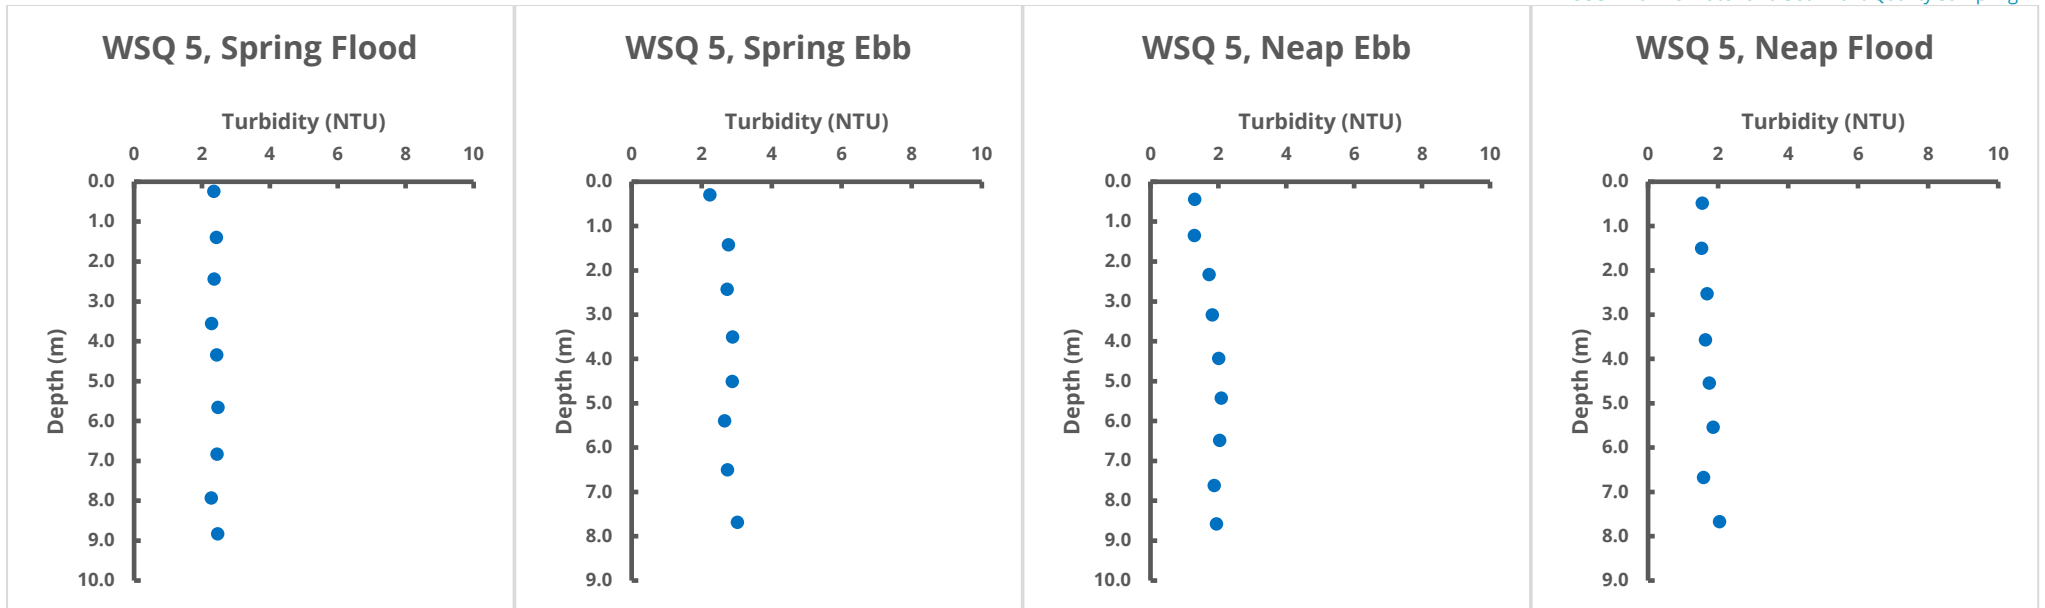 WSQ 5, Spring Flood
Turbidity (NTU)
0 2 4 6 8 10
0.0
1.0
2.0
3.0
4.0
5.0
6.0
7.0
8.0
9.0
10.0
Depth (m)
WSQ 5, Spring Ebb
Turbidity (NTU)
0 2 4 6 8 10
0.0
1.0
2.0
3.0
4.0
5.0
6.0
7.0
8.0
9.0
Depth (m)
WSQ 5, Neap Ebb
Turbidity (NTU)
0 2 4 6 8 10
0.0
1.0
2.0
3.0
4.0
5.0
6.0
7.0
8.0
9.0
10.0
Depth (m)
WSQ 5, Neap Flood
Turbidity (NTU)
0 2 4 6 8 10
0.0
1.0
2.0
3.0
4.0
5.0
6.0
7.0
8.0
9.0
Depth (m)